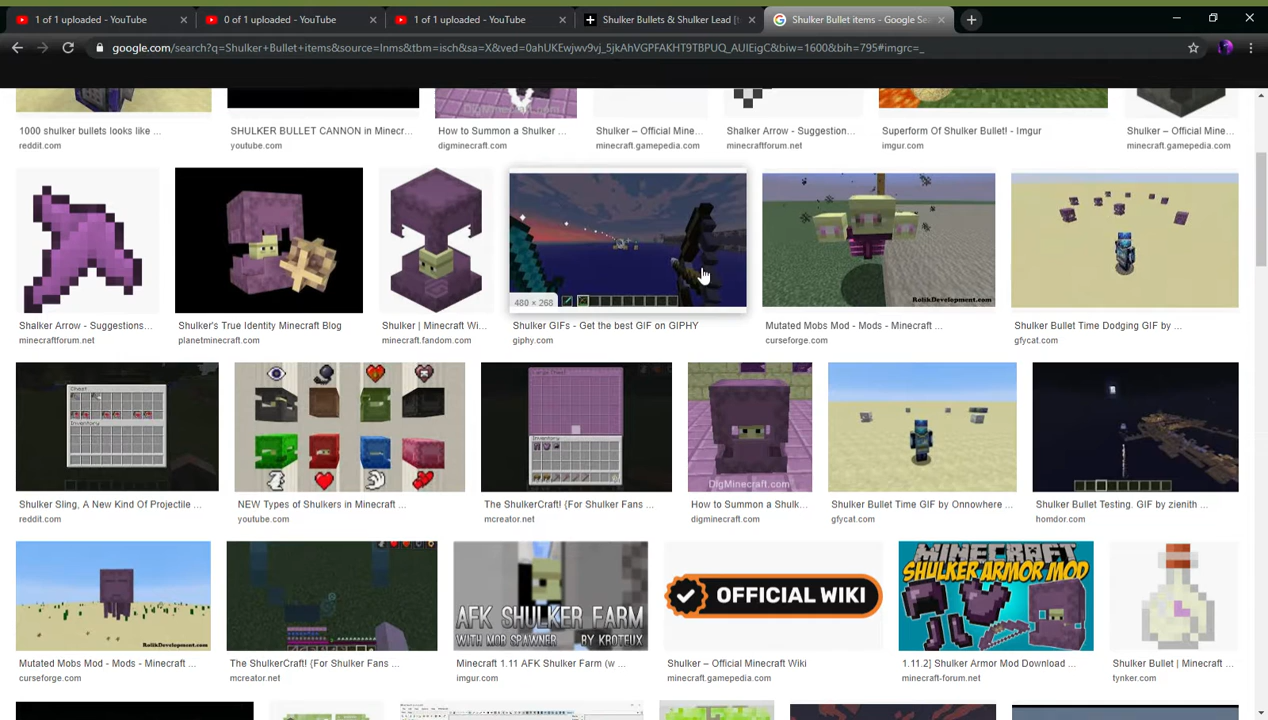 1 of 1 uploaded - YouTube
0 of 1 uploaded - YouTube
1 of 1 uploaded - YouTube
Shulker Bullets & Shulker Lead [
Shulker Bullet items - Google Sea
google.com/search?q=Shulker+Bullet+items&source=lnms&tbm=isch&sa=X&ved=0ahUKEwjwv9vj_5jkAhVGPFAKHT9TBPUQ_AUIEigC&biw=1600&bih=795#imgrc=_
DigMinecraft.com
1000 shulker bullets looks like ...
SHULKER BULLET CANNON in Minecr...
How to Summon a Shulker ...
Shulker – Official Mine...
Shalker Arrow - Suggestion...
Superform Of Shulker Bullet! - Imgur
Shulker – Official Mine...
reddit.com
youtube.com
digminecraft.com
minecraft.gamepedia.com
minecraftforum.net
imgur.com
minecraft.gamepedia.com
480 × 268
RolikDevelopment.com
Shalker Arrow - Suggestions...
Shulker's True Identity Minecraft Blog
Shulker | Minecraft Wi...
Shulker GIFs - Get the best GIF on GIPHY
Mutated Mobs Mod - Mods - Minecraft ...
Shulker Bullet Time Dodging GIF by ...
minecraftforum.net
planetminecraft.com
minecraft.fandom.com
giphy.com
curseforge.com
gfycat.com
Chest
Inventory
Large Chest
Inventory
DigMinecraft.com
Shulker Sling, A New Kind Of Projectile ...
NEW Types of Shulkers in Minecraft ...
The ShulkerCraft! {For Shulker Fans ...
How to Summon a Shulk...
Shulker Bullet Time GIF by Onnowhere ...
Shulker Bullet Testing. GIF by zienith ...
reddit.com
youtube.com
mcreator.net
digminecraft.com
gfycat.com
homdor.com
RolikDevelopment.com
AFK SHULKER FARM
WITH MOB SPAWNER
BY KROTEUX
OFFICIAL WIKI
MINECRAFT
SHULKER ARMOR MOD
Mutated Mobs Mod - Mods - Minecraft ...
The ShulkerCraft! {For Shulker Fans ...
Minecraft 1.11 AFK Shulker Farm (w ...
Shulker – Official Minecraft Wiki
1.11.2] Shulker Armor Mod Download ...
Shulker Bullet | Minecraft ...
curseforge.com
mcreator.net
imgur.com
minecraft.gamepedia.com
minecraft-forum.net
tynker.com